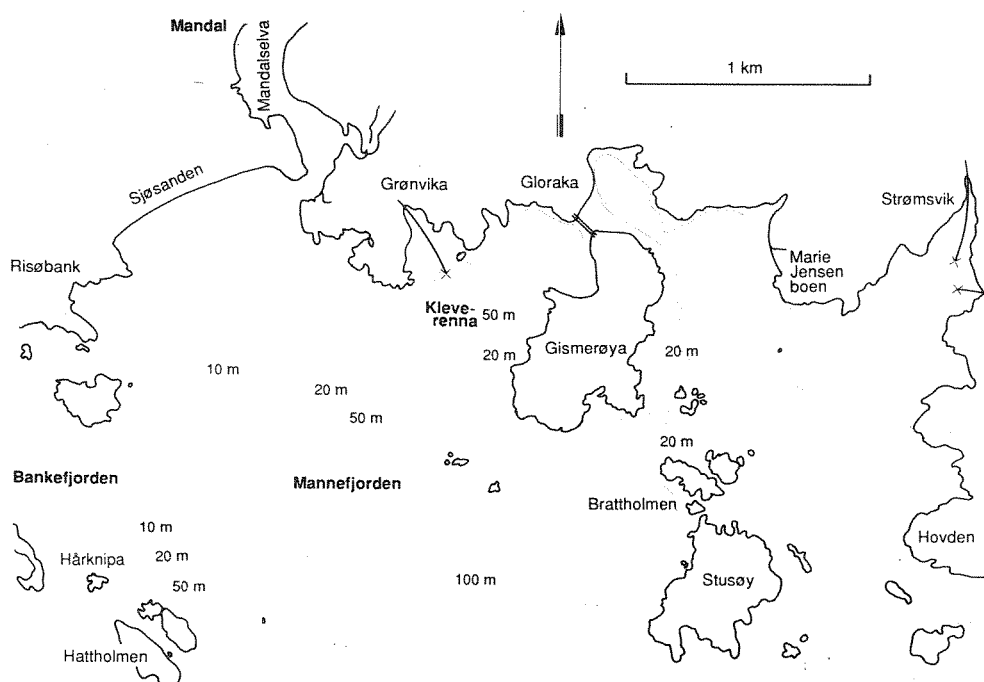 Mandal
Mandalselva
1 km
Sjøsanden
Grønvika
Gloraka
Strømsvik
Risøbank
Marie
Jensen
boen
Kleve-
renna
50 m
Gismerøya
20 m
20 m
10 m
20 m
50 m
20 m
Bankefjorden
Mannefjorden
Brattholmen
10 m
Hårknipa
20 m
50 m
100 m
Stusøy
Hovden
Hattholmen